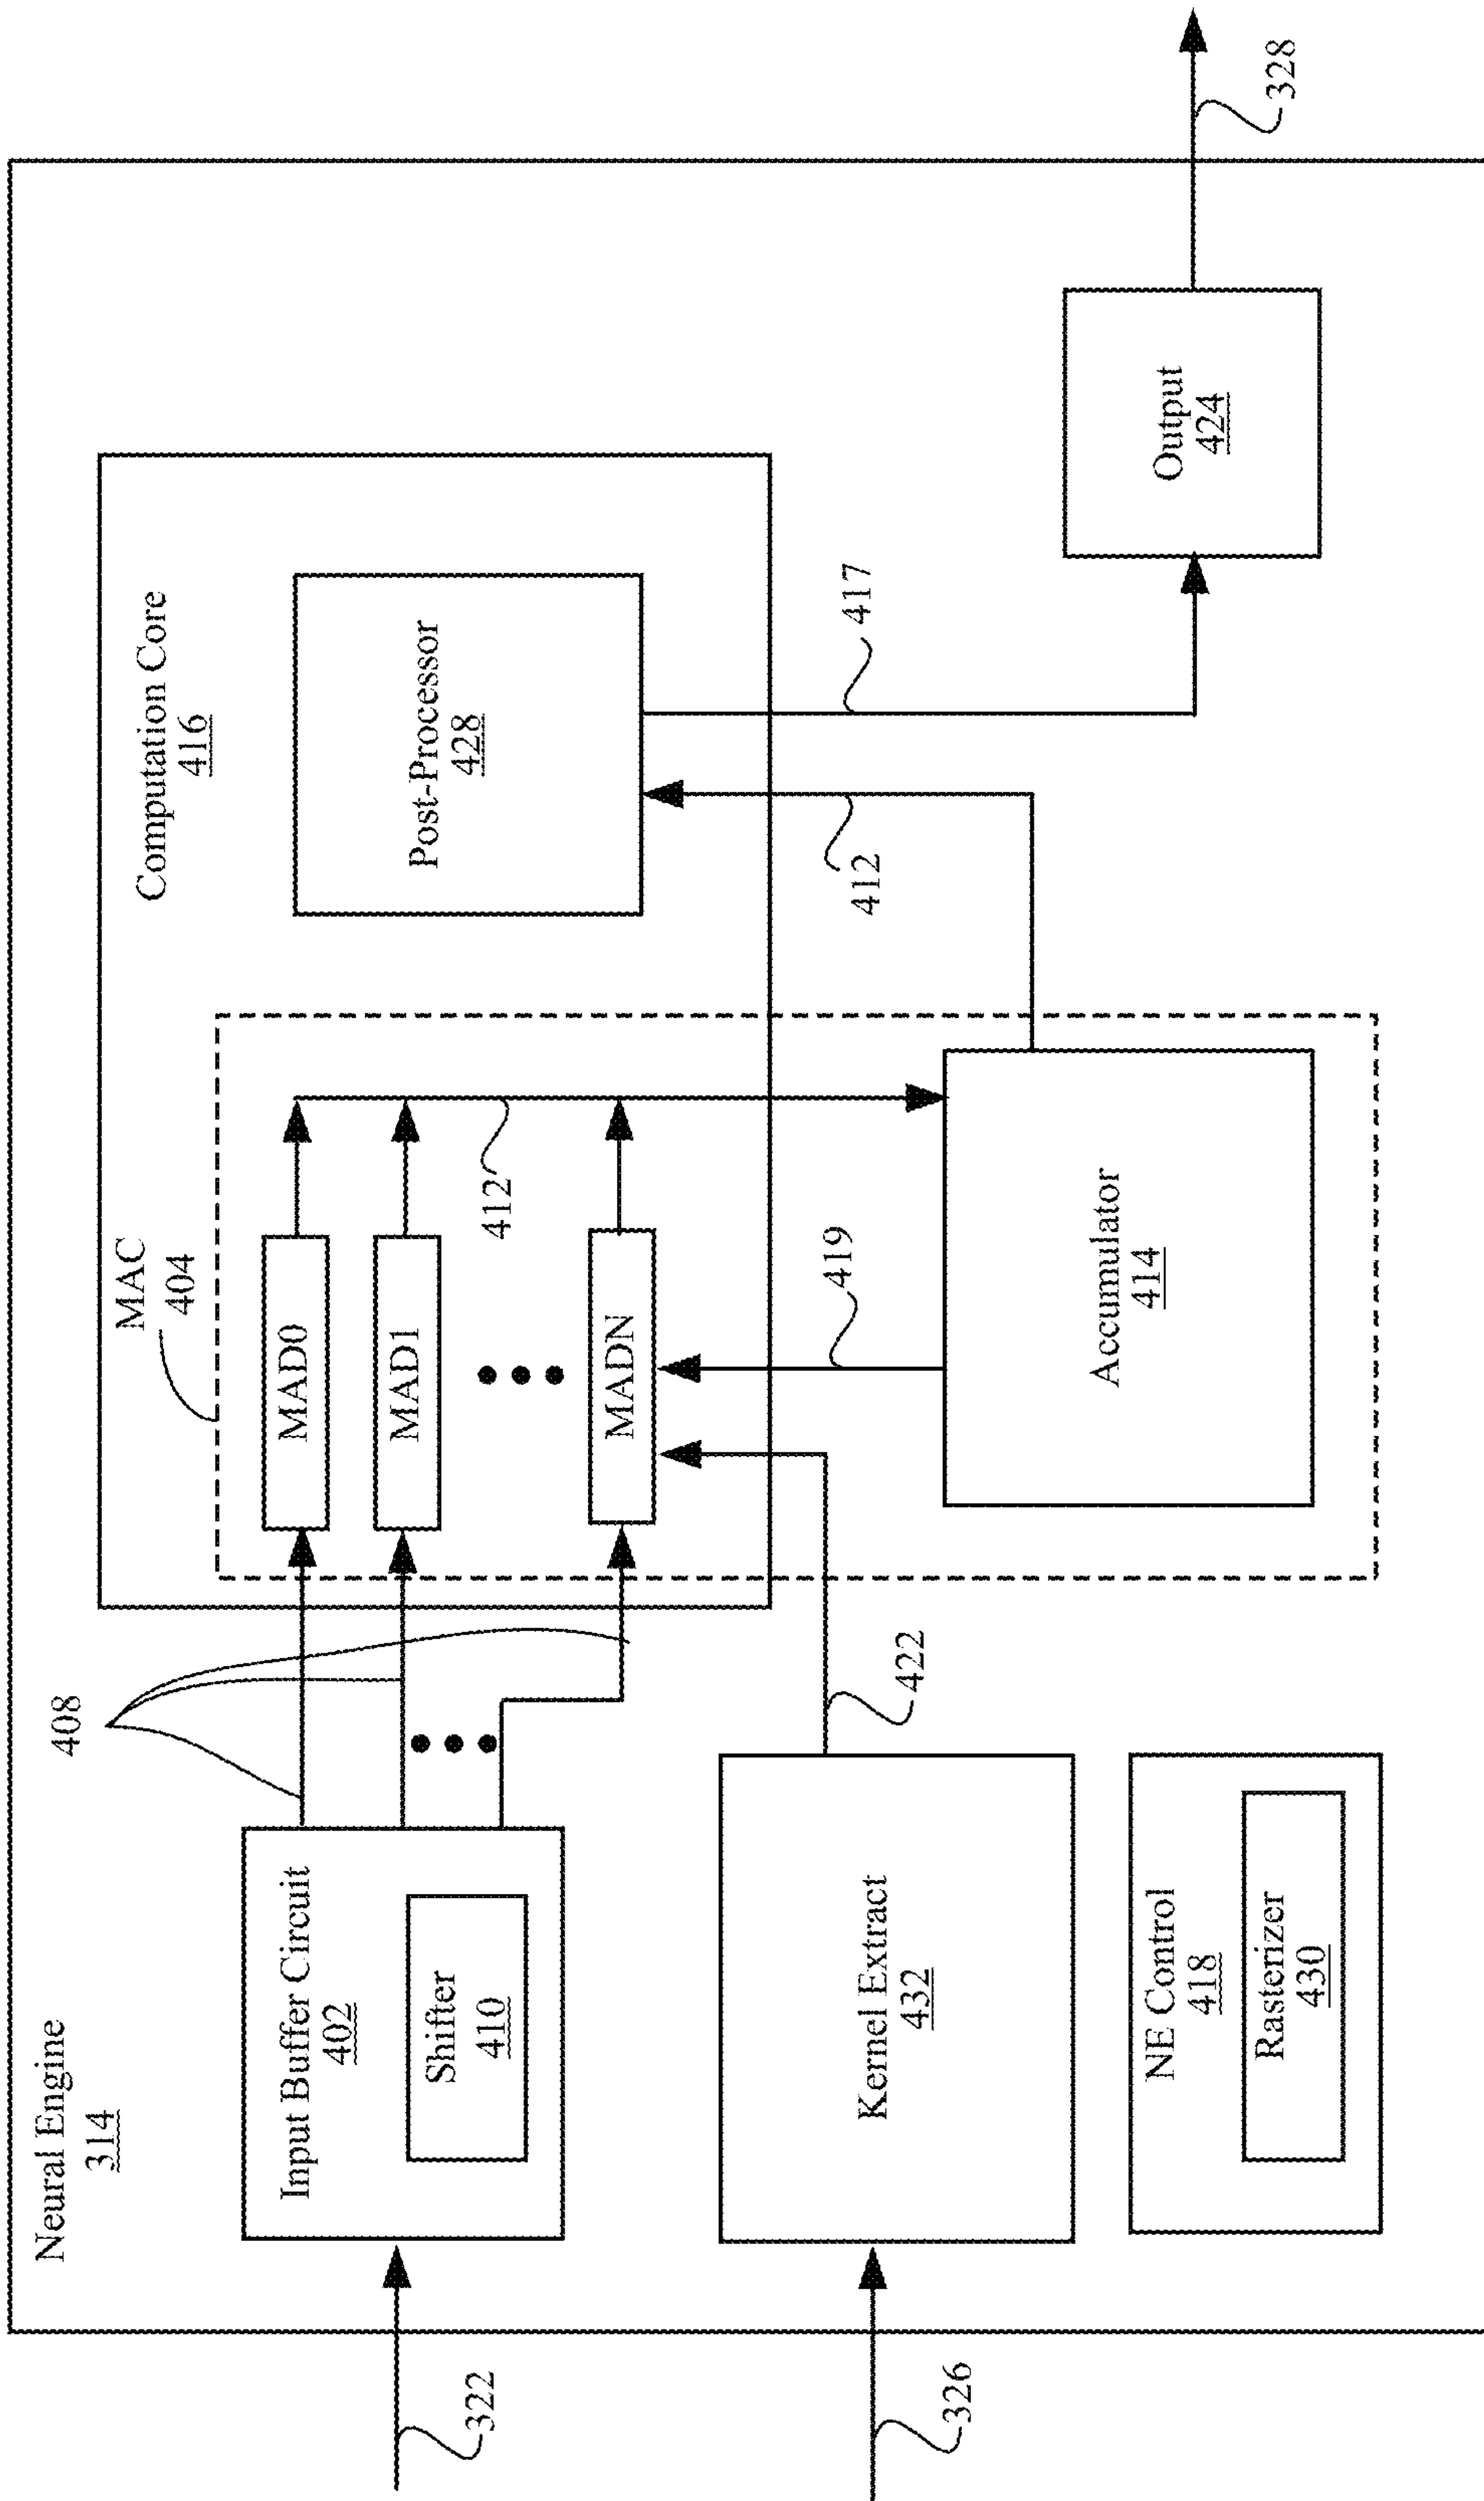 Neural Engine
314
322
326
Input Buffer Circuit
402
Shifter
410
Kernel Extract
432
NE Control
418
Rasterizer
430
408
422
MAC
404
MAD0
MAD1
MADN
412
419
Accumulator
414
Computation Core
416
Post-Processor
428
412
417
Output
424
328